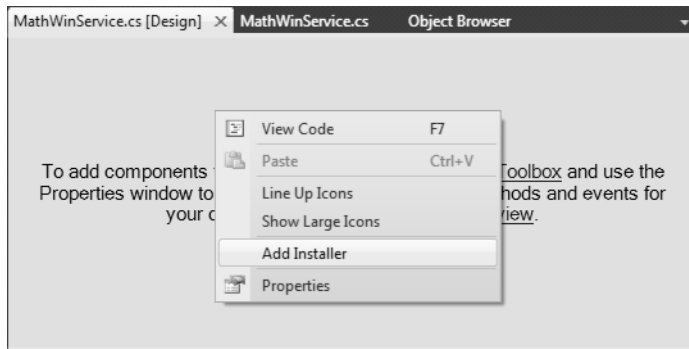 MathWinService.cs [Design] × MathWinService.cs Object Browser
View Code F7
Paste Ctrl+V
To add components Toolbox and use the
Line Up Icons
Properties window to hods and events for
Show Large Icons
your view.
Add Installer
Properties